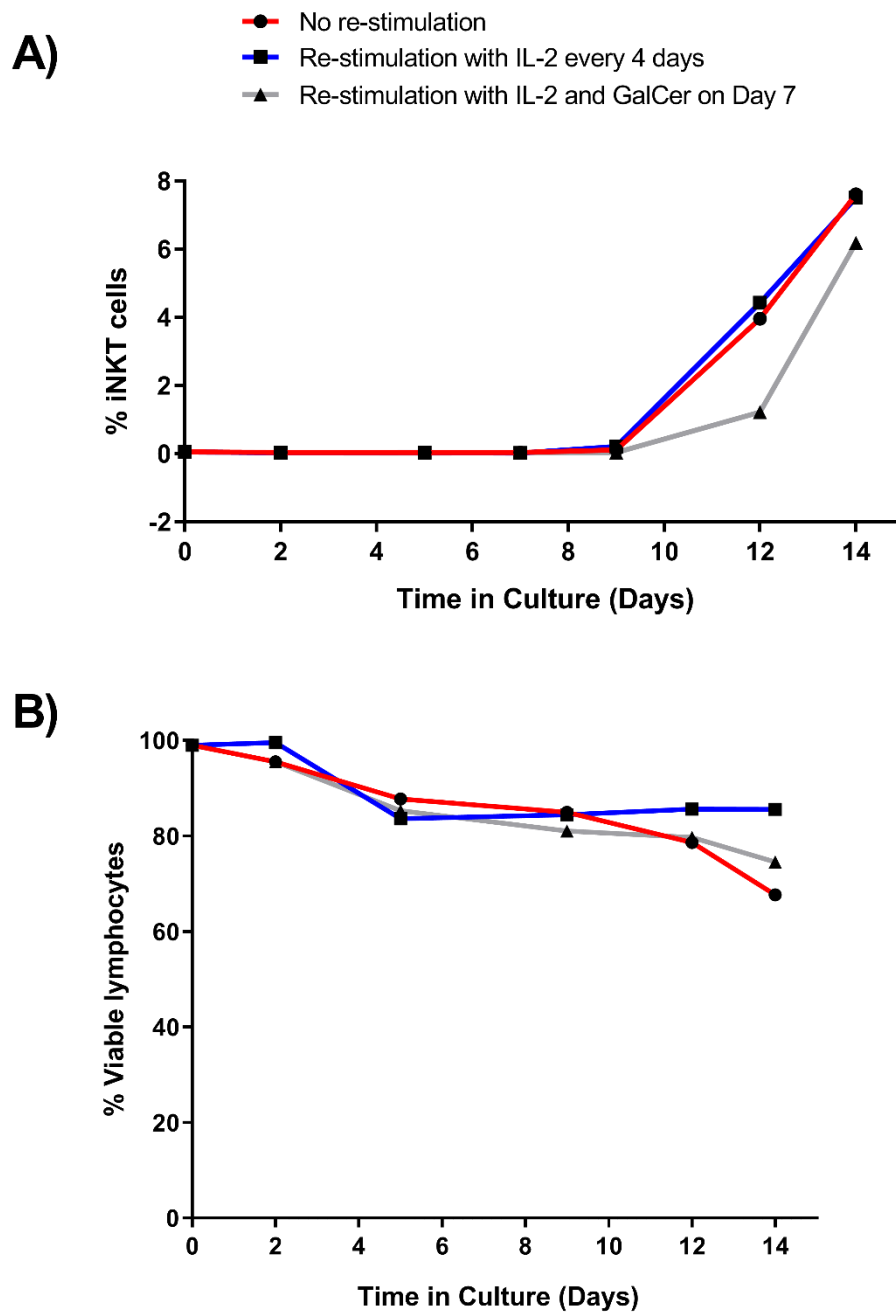 A)
No re-stimulation
Re-stimulation with IL-2 every 4 days
Re-stimulation with IL-2 and GalCer on Day 7
8
6
4
2
0
-2
% iNKT cells
0 2 4 6 8 10 12 14
Time in Culture (Days)
B)
100
80
60
40
20
0
% Viable lymphocytes
0 2 4 6 8 10 12 14
Time in Culture (Days)